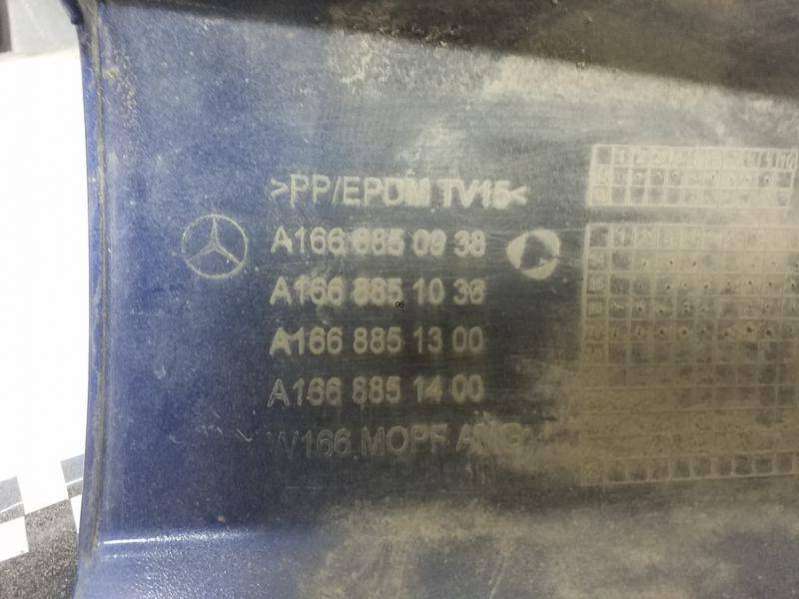 >PP/EPDM TV15<
A166 885 09 38
A166 885 10 38
A166 885 13 00
A166 885 14 00
W166 MOPF AMG